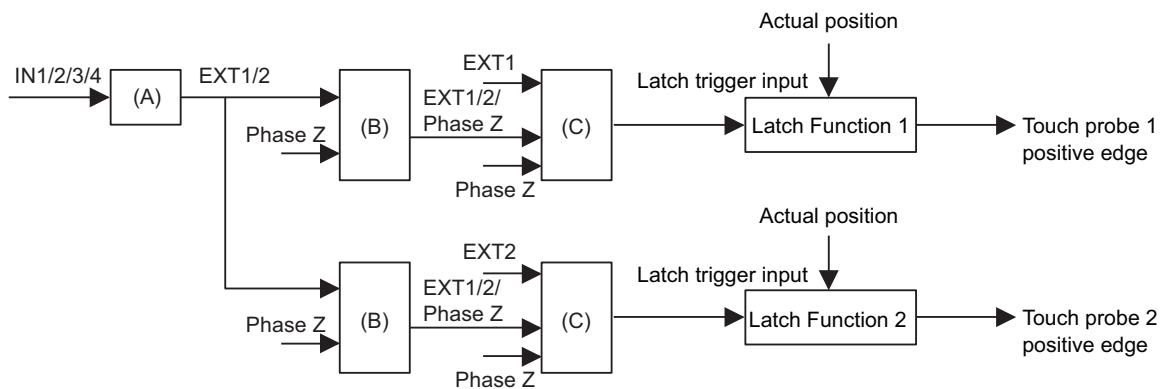 Actual position
IN1/2/3/4
(A)
EXT1/2
EXT1
Latch trigger input
Phase Z
(B)
EXT1/2/
Phase Z
(C)
Phase Z
Latch Function 1
Touch probe 1
positive edge
Actual position
EXT2
Latch trigger input
Phase Z
(B)
EXT1/2/
Phase Z
(C)
Phase Z
Latch Function 2
Touch probe 2
positive edge